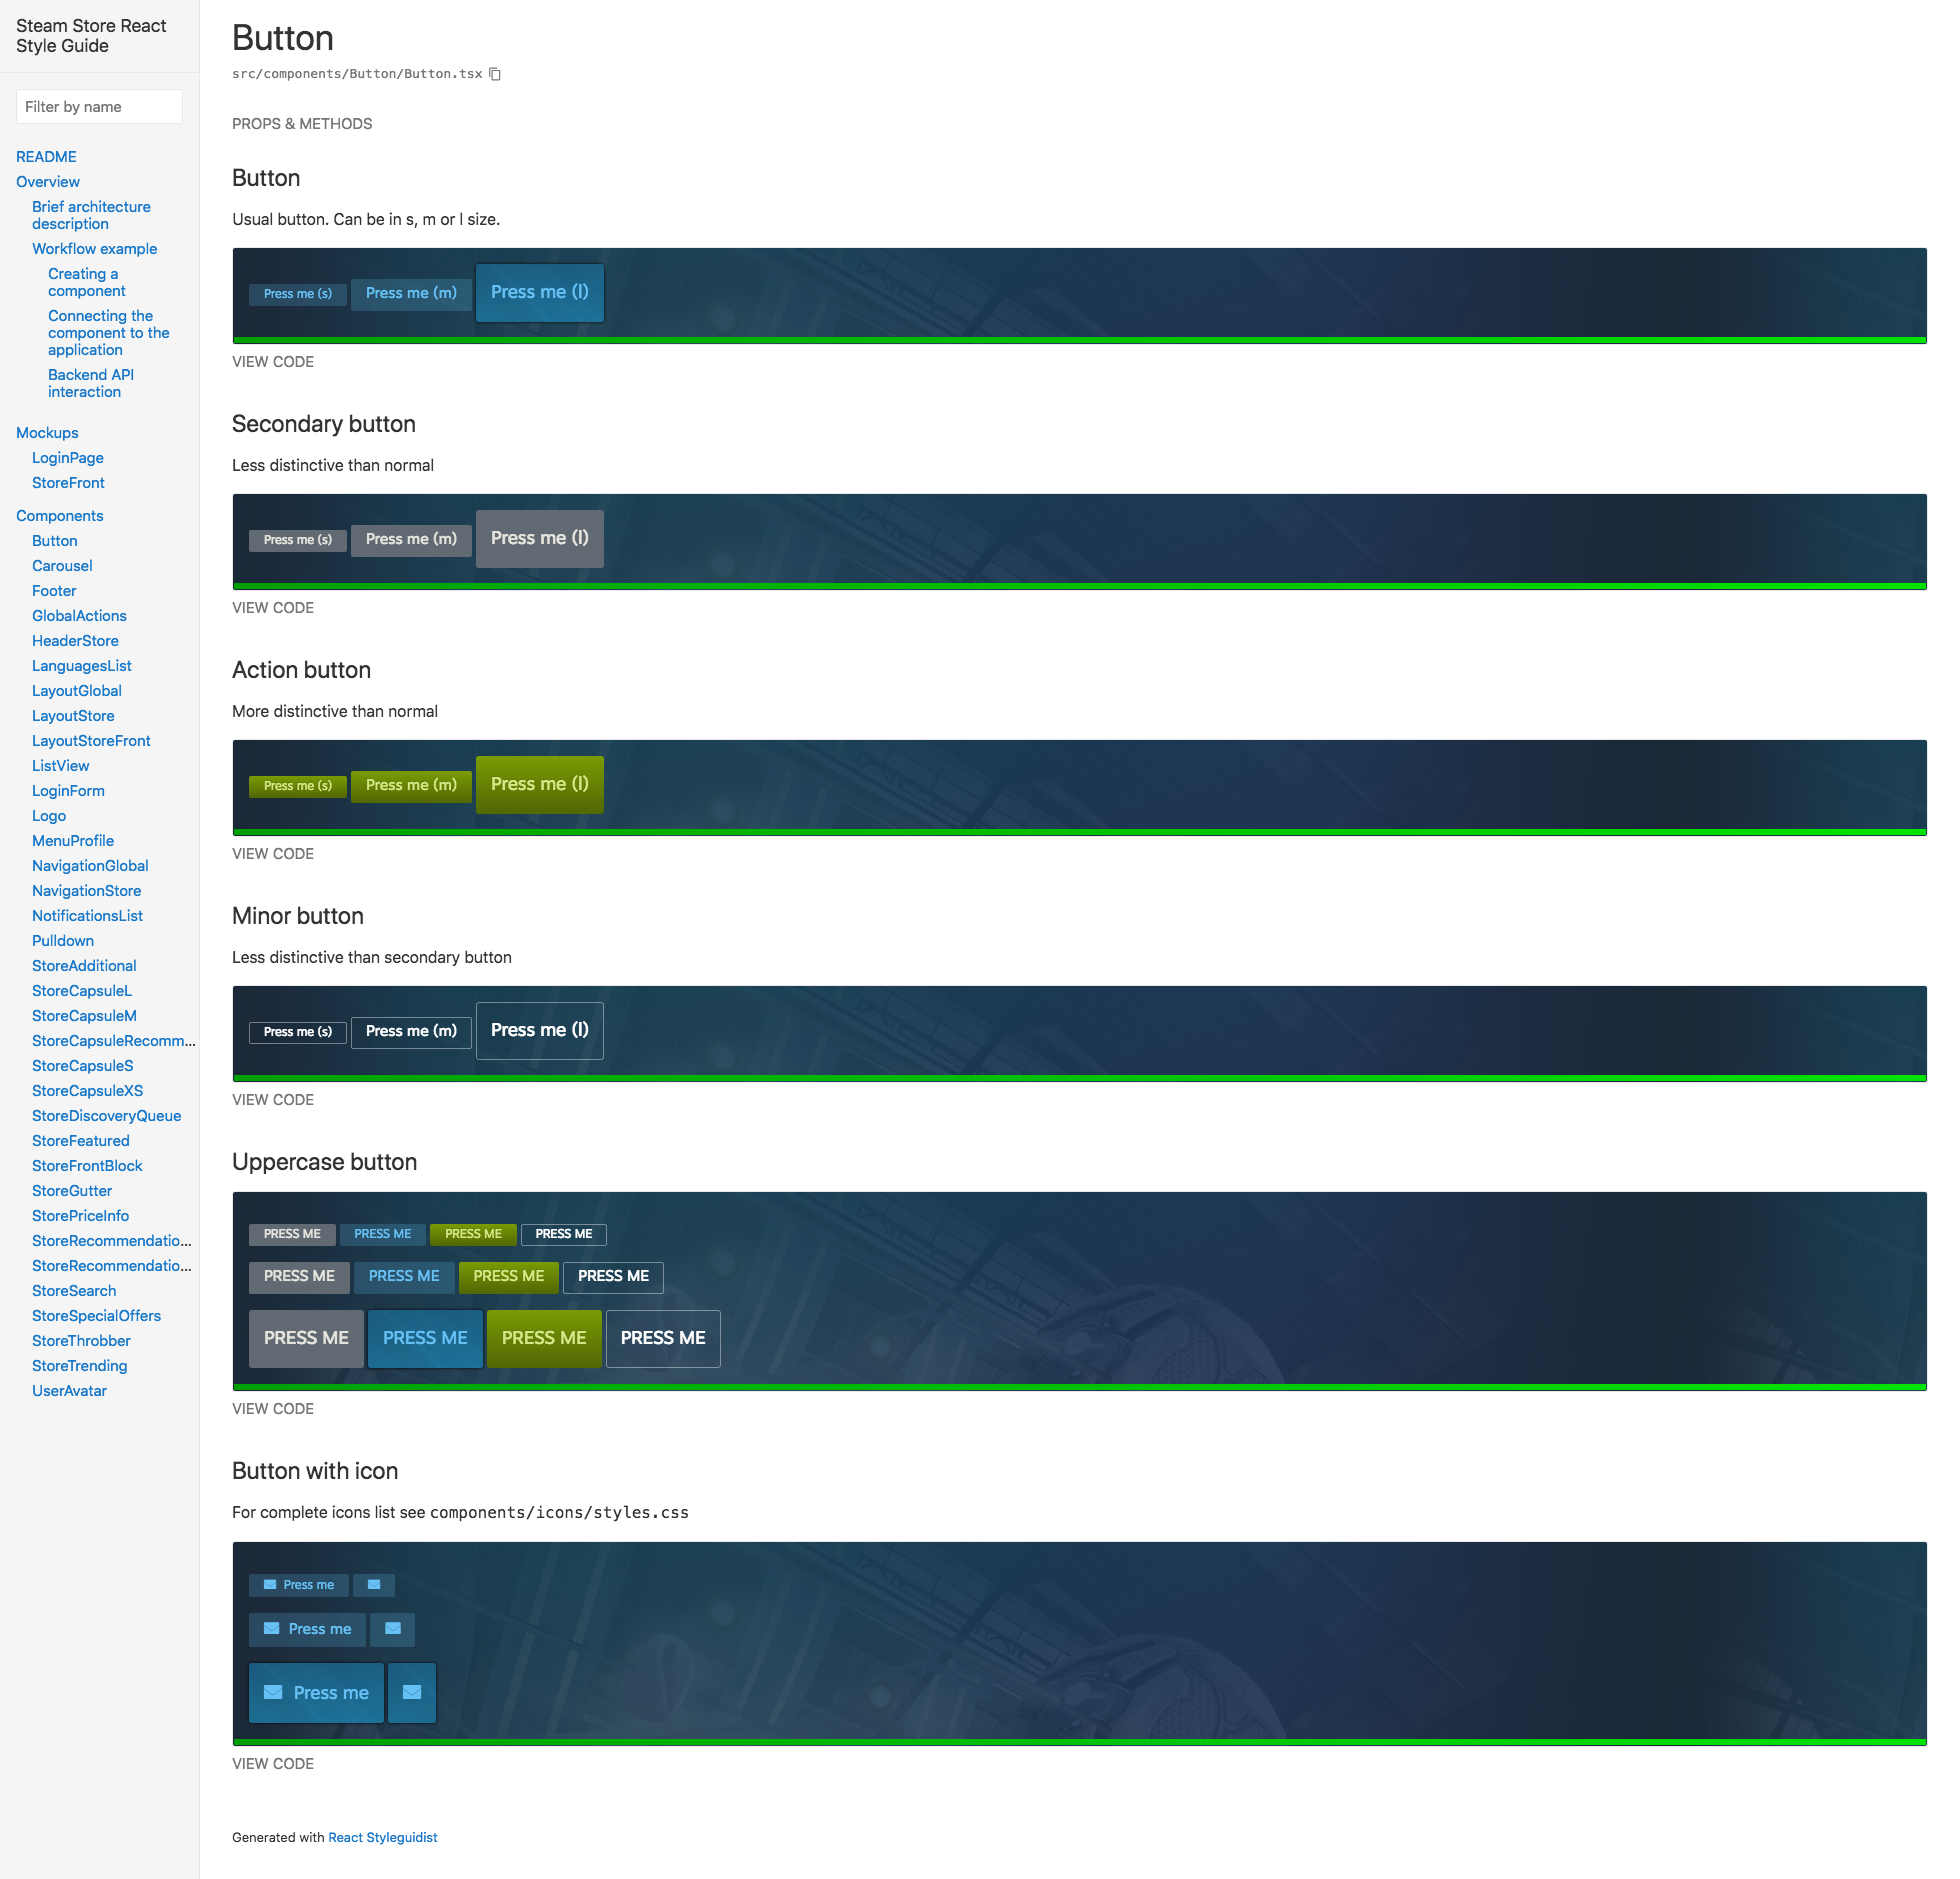 Steam Store React
Style Guide
Filter by name
README
Overview
Brief architecture
description
Workflow example
Creating a
component
Connecting the
component to the
application
Backend API
interaction
Mockups
LoginPage
StoreFront
Components
Button
Carousel
Footer
GlobalActions
HeaderStore
LanguagesList
LayoutGlobal
LayoutStore
LayoutStoreFront
ListView
LoginForm
Logo
MenuProfile
NavigationGlobal
NavigationStore
NotificationsList
Pulldown
StoreAdditional
StoreCapsuleL
StoreCapsuleM
StoreCapsuleRecomm...
StoreCapsuleS
StoreCapsuleXS
StoreDiscoveryQueue
StoreFeatured
StoreFrontBlock
StoreGutter
StorePriceInfo
StoreRecommendatio...
StoreRecommendatio...
StoreSearch
StoreSpecialOffers
StoreThrobber
StoreTrending
UserAvatar
Button
src/components/Button/Button.tsx
PROPS & METHODS
Button
Usual button. Can be in s, m or l size.
Press me (s) Press me (m) Press me (l)
VIEW CODE
Secondary button
Less distinctive than normal
Press me (s) Press me (m) Press me (l)
VIEW CODE
Action button
More distinctive than normal
Press me (s) Press me (m) Press me (l)
VIEW CODE
Minor button
Less distinctive than secondary button
Press me (s) Press me (m) Press me (l)
VIEW CODE
Uppercase button
PRESS ME PRESS ME PRESS ME PRESS ME
PRESS ME PRESS ME PRESS ME PRESS ME
PRESS ME PRESS ME PRESS ME PRESS ME
VIEW CODE
Button with icon
For complete icons list see components/icons/styles.css
Press me
Press me
Press me
VIEW CODE
Generated with React Styleguidist